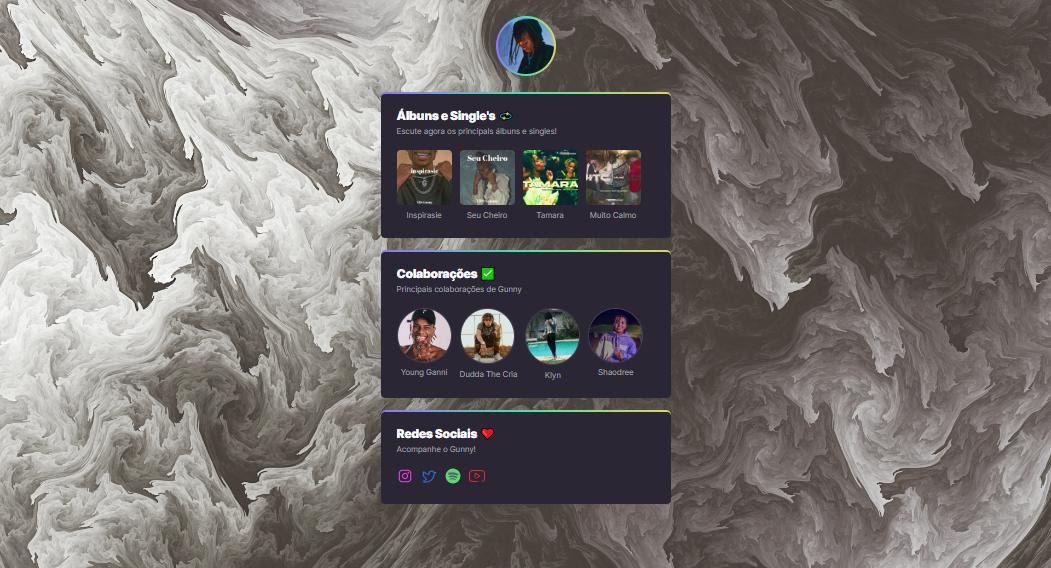 Álbuns e Single's
Escute agora os principais álbuns e singles!
Inspirasie
Seu Cheiro
TAMARA
Inspirasie
Seu Cheiro
Tamara
Muito Calmo
Colaborações
Principais colaborações de Gunny
Young Ganni
Dudda The Cria
Klyn
Shaodree
Redes Sociais
Acompanhe o Gunny!